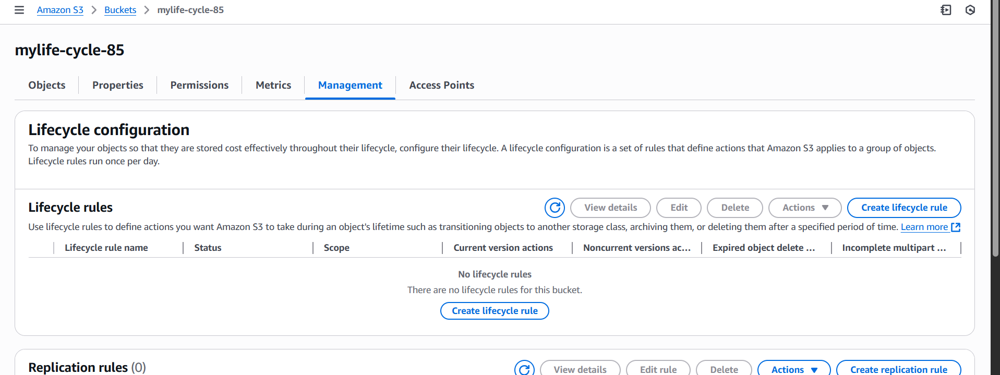 Amazon S3 > Buckets > mylife-cycle-85
mylife-cycle-85
Objects Properties Permissions Metrics Management Access Points
Lifecycle configuration
To manage your objects so that they are stored cost effectively throughout their lifecycle, configure their lifecycle. A lifecycle configuration is a set of rules that define actions that Amazon S3 applies to a group of objects.
Lifecycle rules run once per day.
Lifecycle rules View details Edit Delete Actions Create lifecycle rule
Use lifecycle rules to define actions you want Amazon S3 to take during an object's lifetime such as transitioning objects to another storage class, archiving them, or deleting them after a specified period of time. Learn more
Lifecycle rule name Status Scope Current version actions Noncurrent versions ac... Expired object delete ... Incomplete multipart ...
No lifecycle rules
There are no lifecycle rules for this bucket.
Create lifecycle rule
Replication rules (0) View details Edit rule Delete Actions Create replication rule